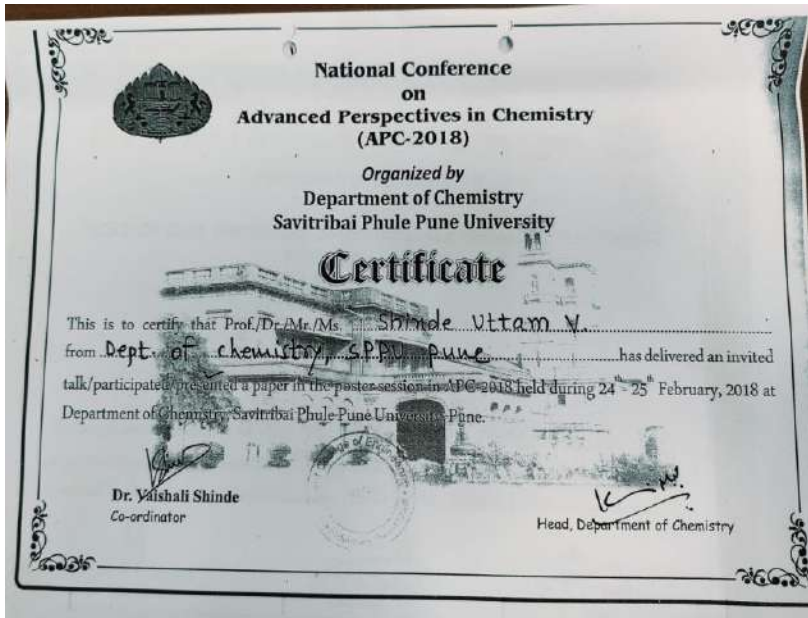 National Conference
on
Advanced Perspectives in Chemistry
(APC-2018)
Organized by
Department of Chemistry
Savitribai Phule Pune University
Certificate
This is to certify that Prof./Dr./Mr./Ms. Shinde Uttam V.
from Dept. of chemistry, S.P.P.U pune has delivered an invited
talk/participated/presented a paper in the poster session in APC-2018 held during 24th - 25th February, 2018 at
Department of Chemistry, Savitribai Phule Pune University, Pune.
Dr. Vaishali Shinde
Co-ordinator
Head, Department of Chemistry